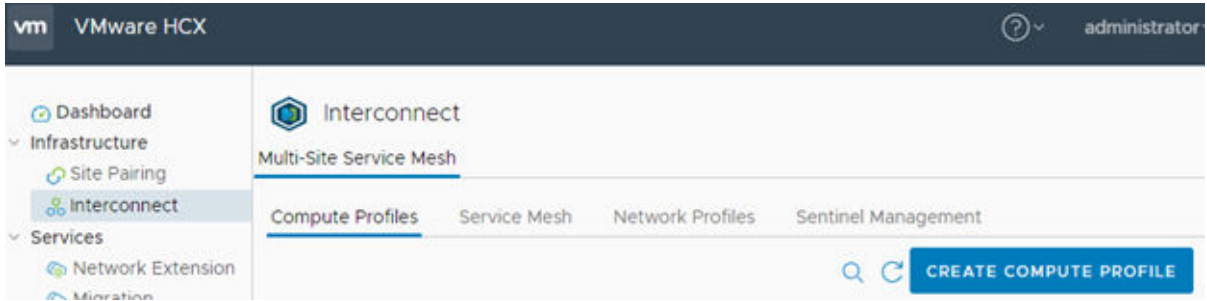 vm VMware HCX administrator
Dashboard
Infrastructure
Site Pairing
Interconnect
Services
Network Extension
Migration
Interconnect
Multi-Site Service Mesh
Compute Profiles Service Mesh Network Profiles Sentinel Management
CREATE COMPUTE PROFILE